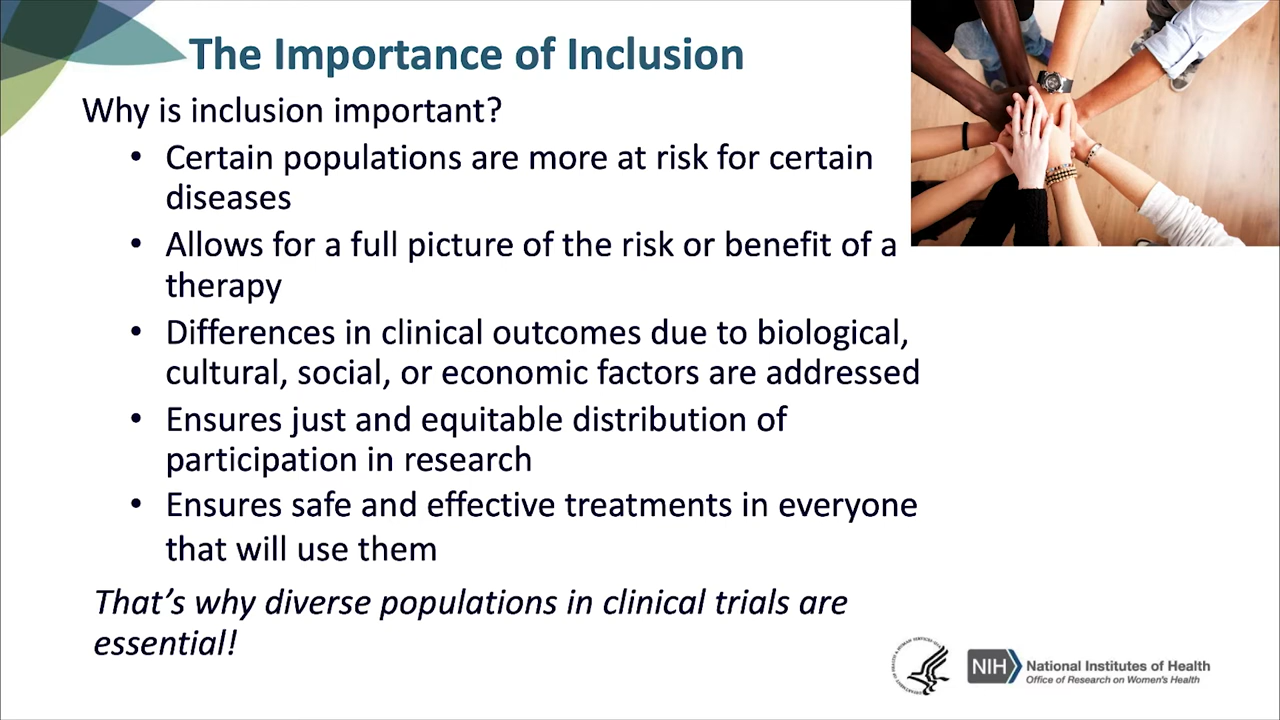 The Importance of Inclusion
Why is inclusion important?
• Certain populations are more at risk for certain
diseases
• Allows for a full picture of the risk or benefit of a
therapy
• Differences in clinical outcomes due to biological,
cultural, social, or economic factors are addressed
• Ensures just and equitable distribution of
participation in research
• Ensures safe and effective treatments in everyone
that will use them
That's why diverse populations in clinical trials are
essential!
NIH National Institutes of Health
Office of Research on Women's Health